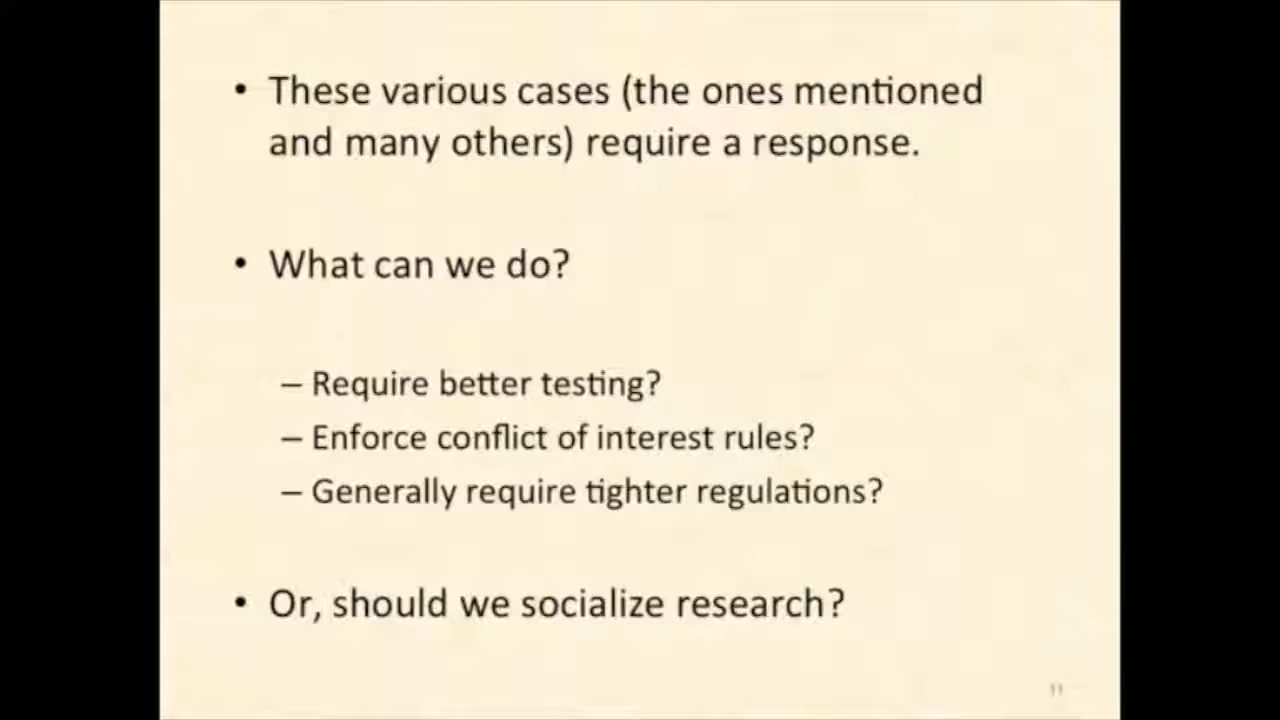 • These various cases (the ones mentioned
and many others) require a response.
• What can we do?
– Require better testing?
– Enforce conflict of interest rules?
– Generally require tighter regulations?
• Or, should we socialize research?
11